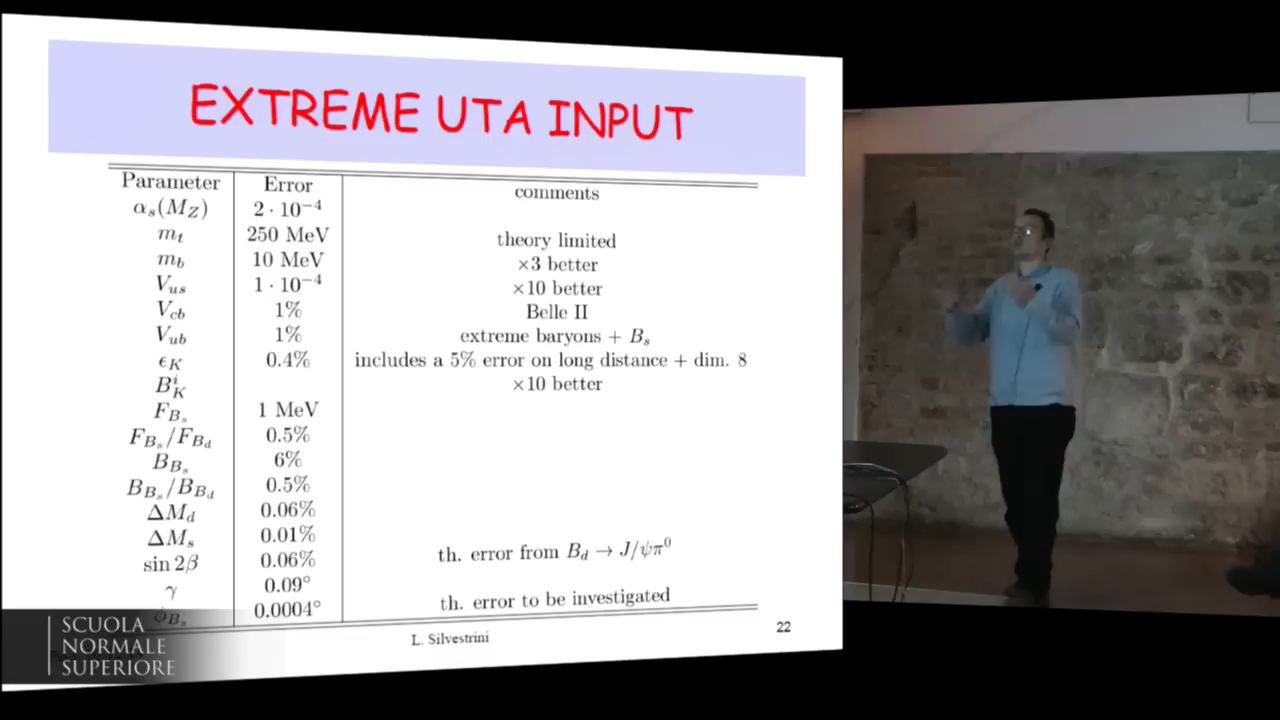 EXTREME UTA INPUT
Parameter Error comments
αs(MZ) 2 · 10−4
mt 250 MeV theory limited
mb 10 MeV ×3 better
Vus 1 · 10−4 ×10 better
Vcb 1% Belle II
Vub 1% extreme baryons + Bs
ϵK 0.4% includes a 5% error on long distance + dim. 8
BiK ×10 better
FBs 1 MeV
FBs/FBd 0.5%
BBs 6%
BBs/BBd 0.5%
ΔMd 0.06%
ΔMs 0.01%
sin 2β 0.06% th. error from Bd → J/ψπ0
γ 0.09°
ϕBs 0.0004° th. error to be investigated
L. Silvestrini 22
SCUOLA
NORMALE
SUPERIORE